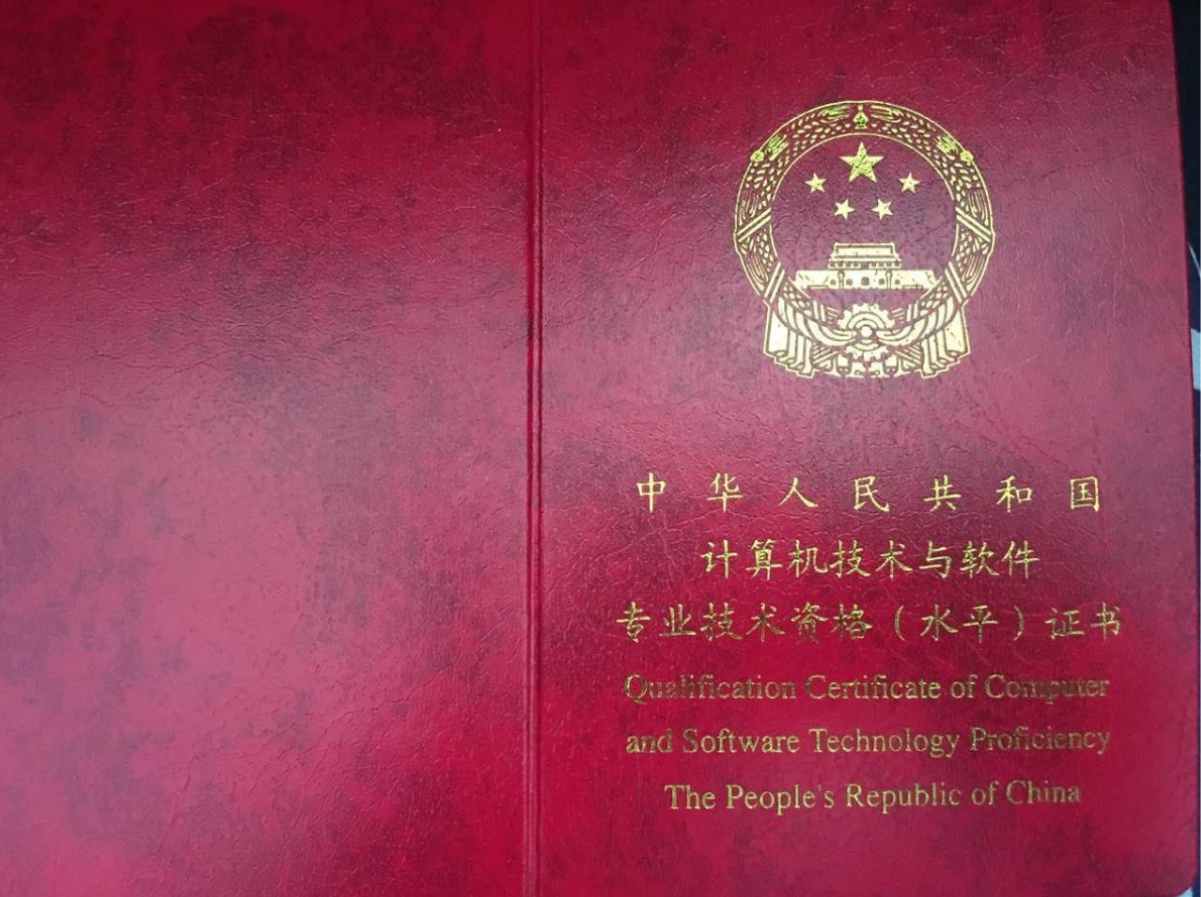 中华人民共和国
计算机技术与软件
专业技术资格（水平）证书
Qualification Certificate of Computer
and Software Technology Proficiency
The People's Republic of China